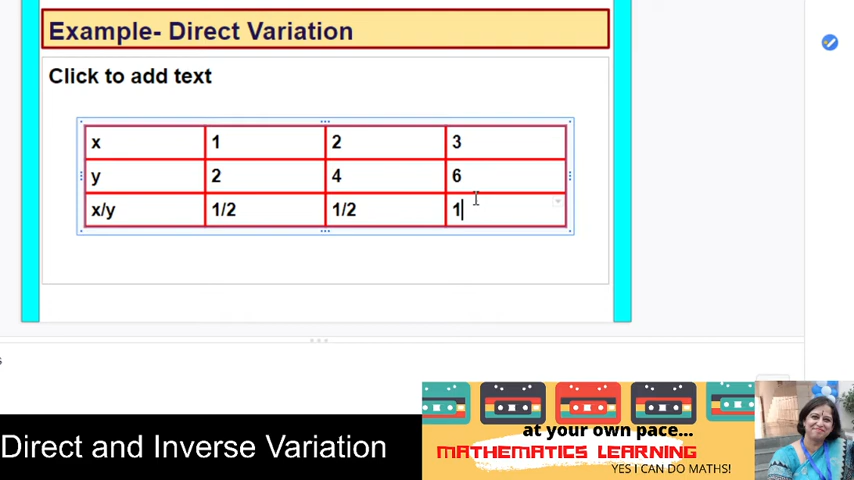 Example- Direct Variation
Click to add text
x 1 2 3
y 2 4 6
x/y 1/2 1/2 1
s
Direct and Inverse Variation
at your own pace...
MATHEMATICS LEARNING
YES I CAN DO MATHS!